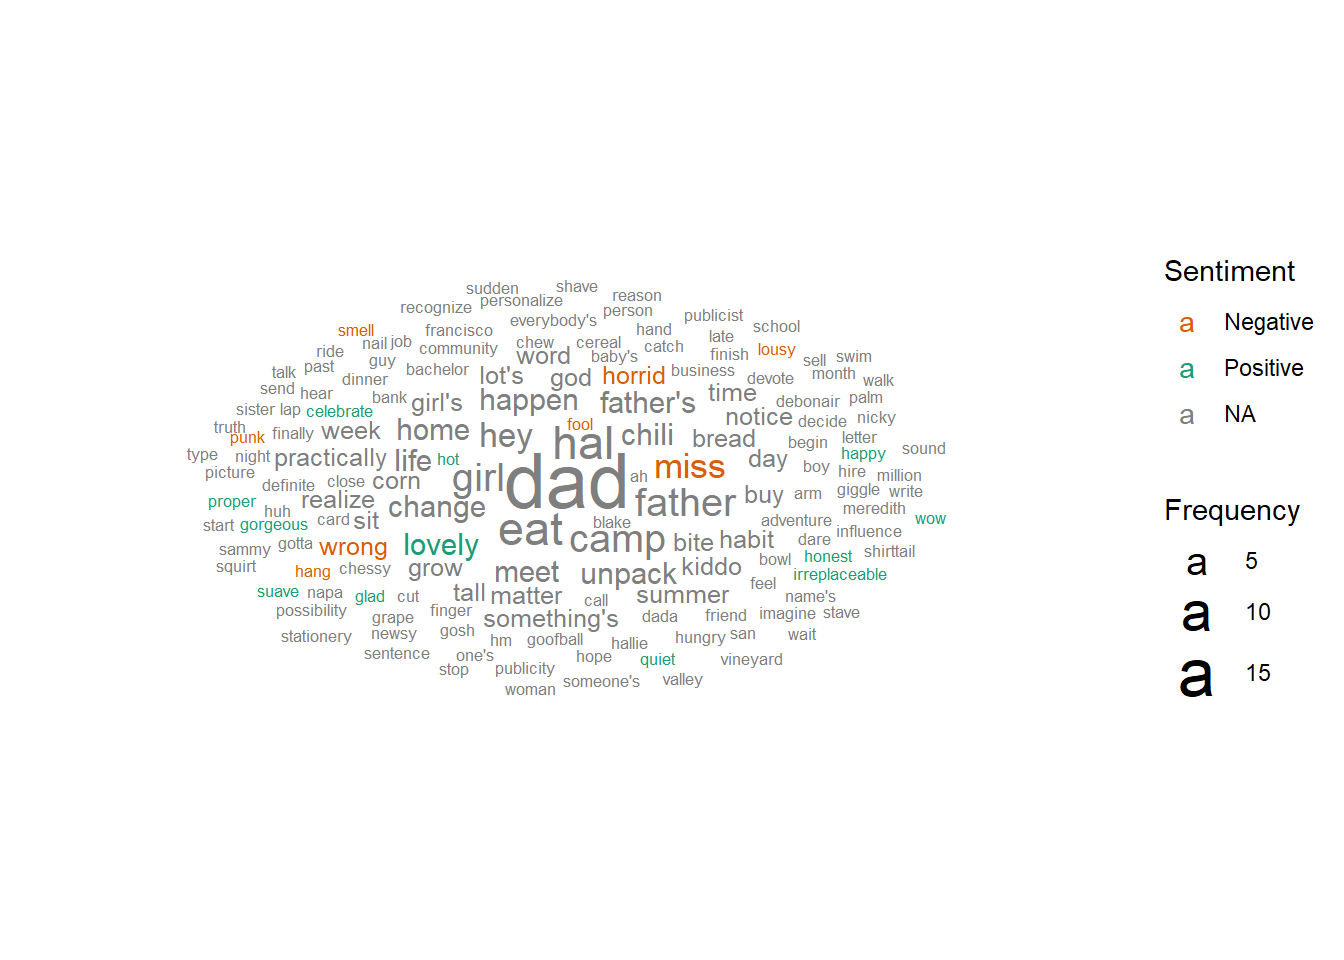 sudden shave
recognize personalize reason
everybody's person publicist
smell francisco hand late school
ride nail job community chew cereal catch finish lousy
talk past guy bachelor word baby's business sell swim
send hear dinner lot's god horrid devote month walk
sister lap celebrate bank girl's happen father's time debonair palm
truth punk finally week home hey fool chili notice decide nicky
type night practically life hot hal bread begin letter happy sound
picture definite close corn girl dad ah miss day boy hire million
proper huh realize change father buy arm giggle write
start gorgeous card sit eat blake adventure meredith wow
sammy gotta wrong lovely camp bite habit dare influence shirttail
squirt hang chessy grow meet unpack kiddo bowl honest irreplaceable
suave napa glad cut tall matter call summer feel name's
possibility grape finger something's dada friend imagine stave
stationery newsy gosh hm goofball hallie hungry san wait
sentence one's hope quiet vineyard
stop publicity someone's valley
woman
Sentiment
a Negative
a Positive
a NA
Frequency
a 5
a 10
a 15